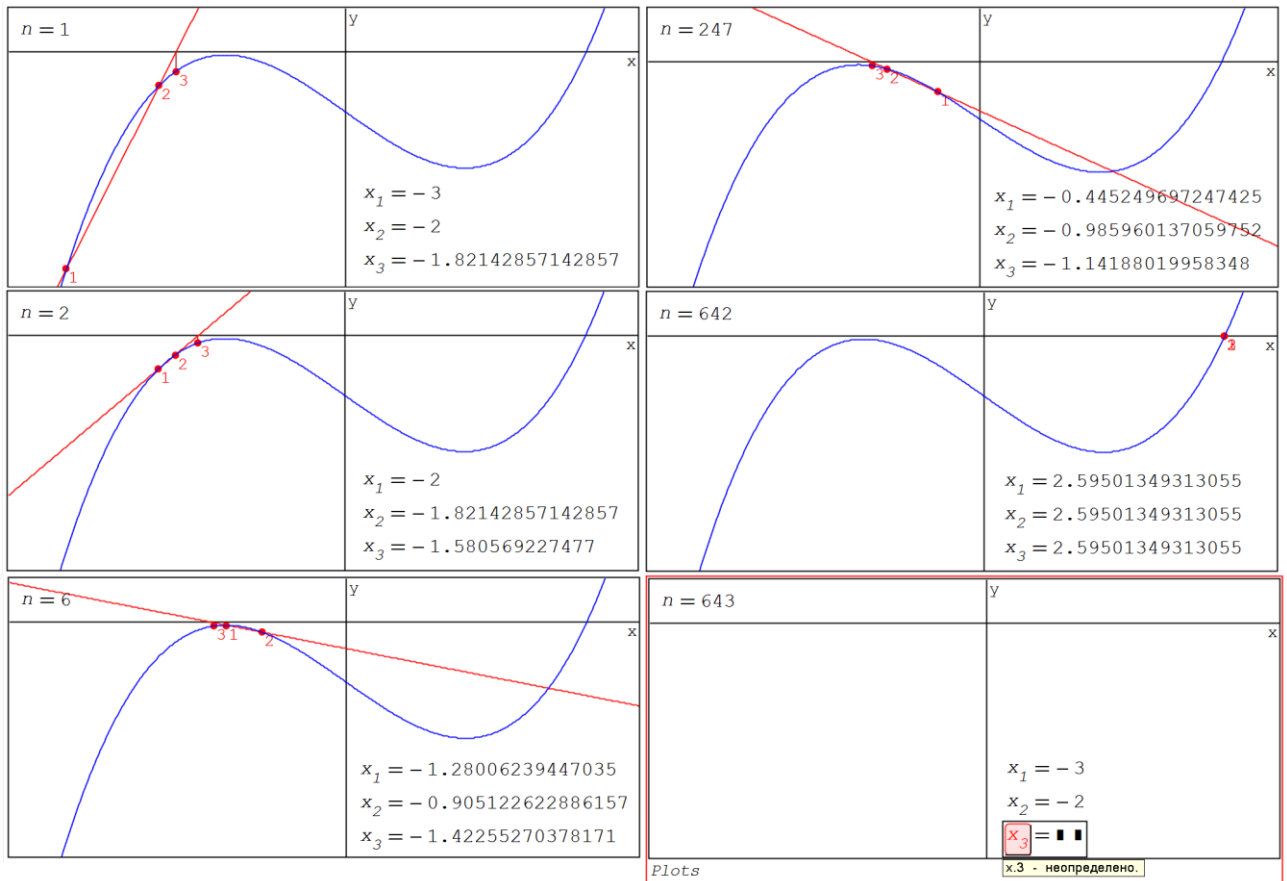 n = 1
y
x
3
2
1
x1 = − 3
x2 = − 2
x3 = − 1.82142857142857
n = 2
y
x
3
2
1
x1 = − 2
x2 = − 1.82142857142857
x3 = − 1.580569227477
n = 6
y
x
3 1
2
x1 = − 1.28006239447035
x2 = − 0.905122622886157
x3 = − 1.42255270378171
n = 247
y
x
3 2
1
x1 = − 0.445249697247425
x2 = − 0.985960137059752
x3 = − 1.14188019958348
n = 642
y
x
x1 = 2.59501349313055
x2 = 2.59501349313055
x3 = 2.59501349313055
n = 643
y
x
x1 = − 3
x2 = − 2
x3 = ▮ ▮
Plots
x.3 - неопределено.